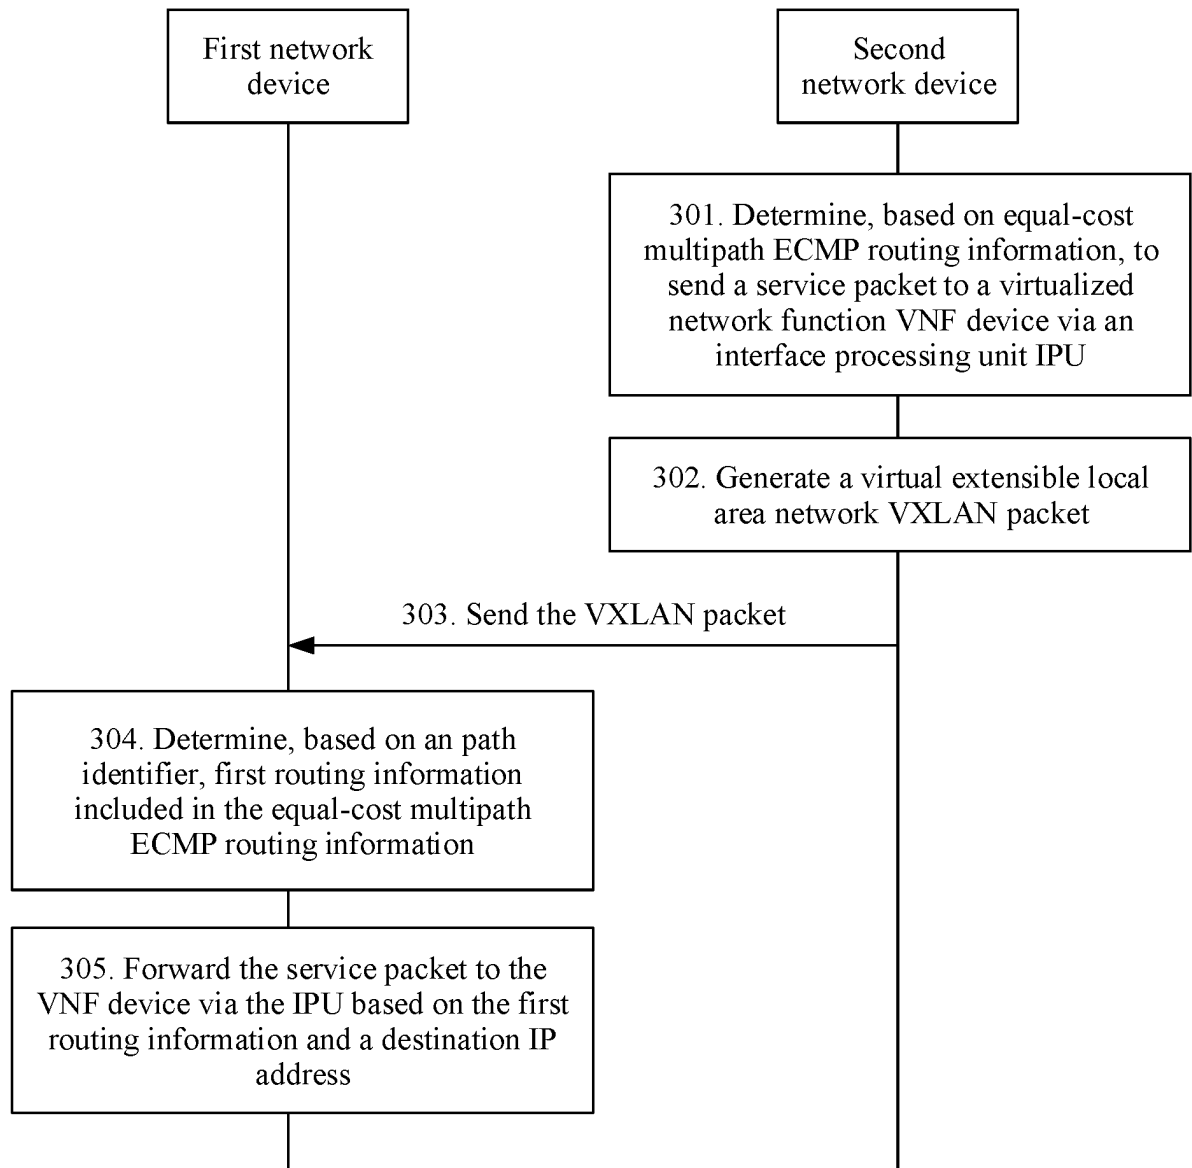 First network
device
Second
network device
301. Determine, based on equal-cost
multipath ECMP routing information, to
send a service packet to a virtualized
network function VNF device via an
interface processing unit IPU
302. Generate a virtual extensible local
area network VXLAN packet
303. Send the VXLAN packet
304. Determine, based on an path
identifier, first routing information
included in the equal-cost multipath
ECMP routing information
305. Forward the service packet to the
VNF device via the IPU based on the first
routing information and a destination IP
address